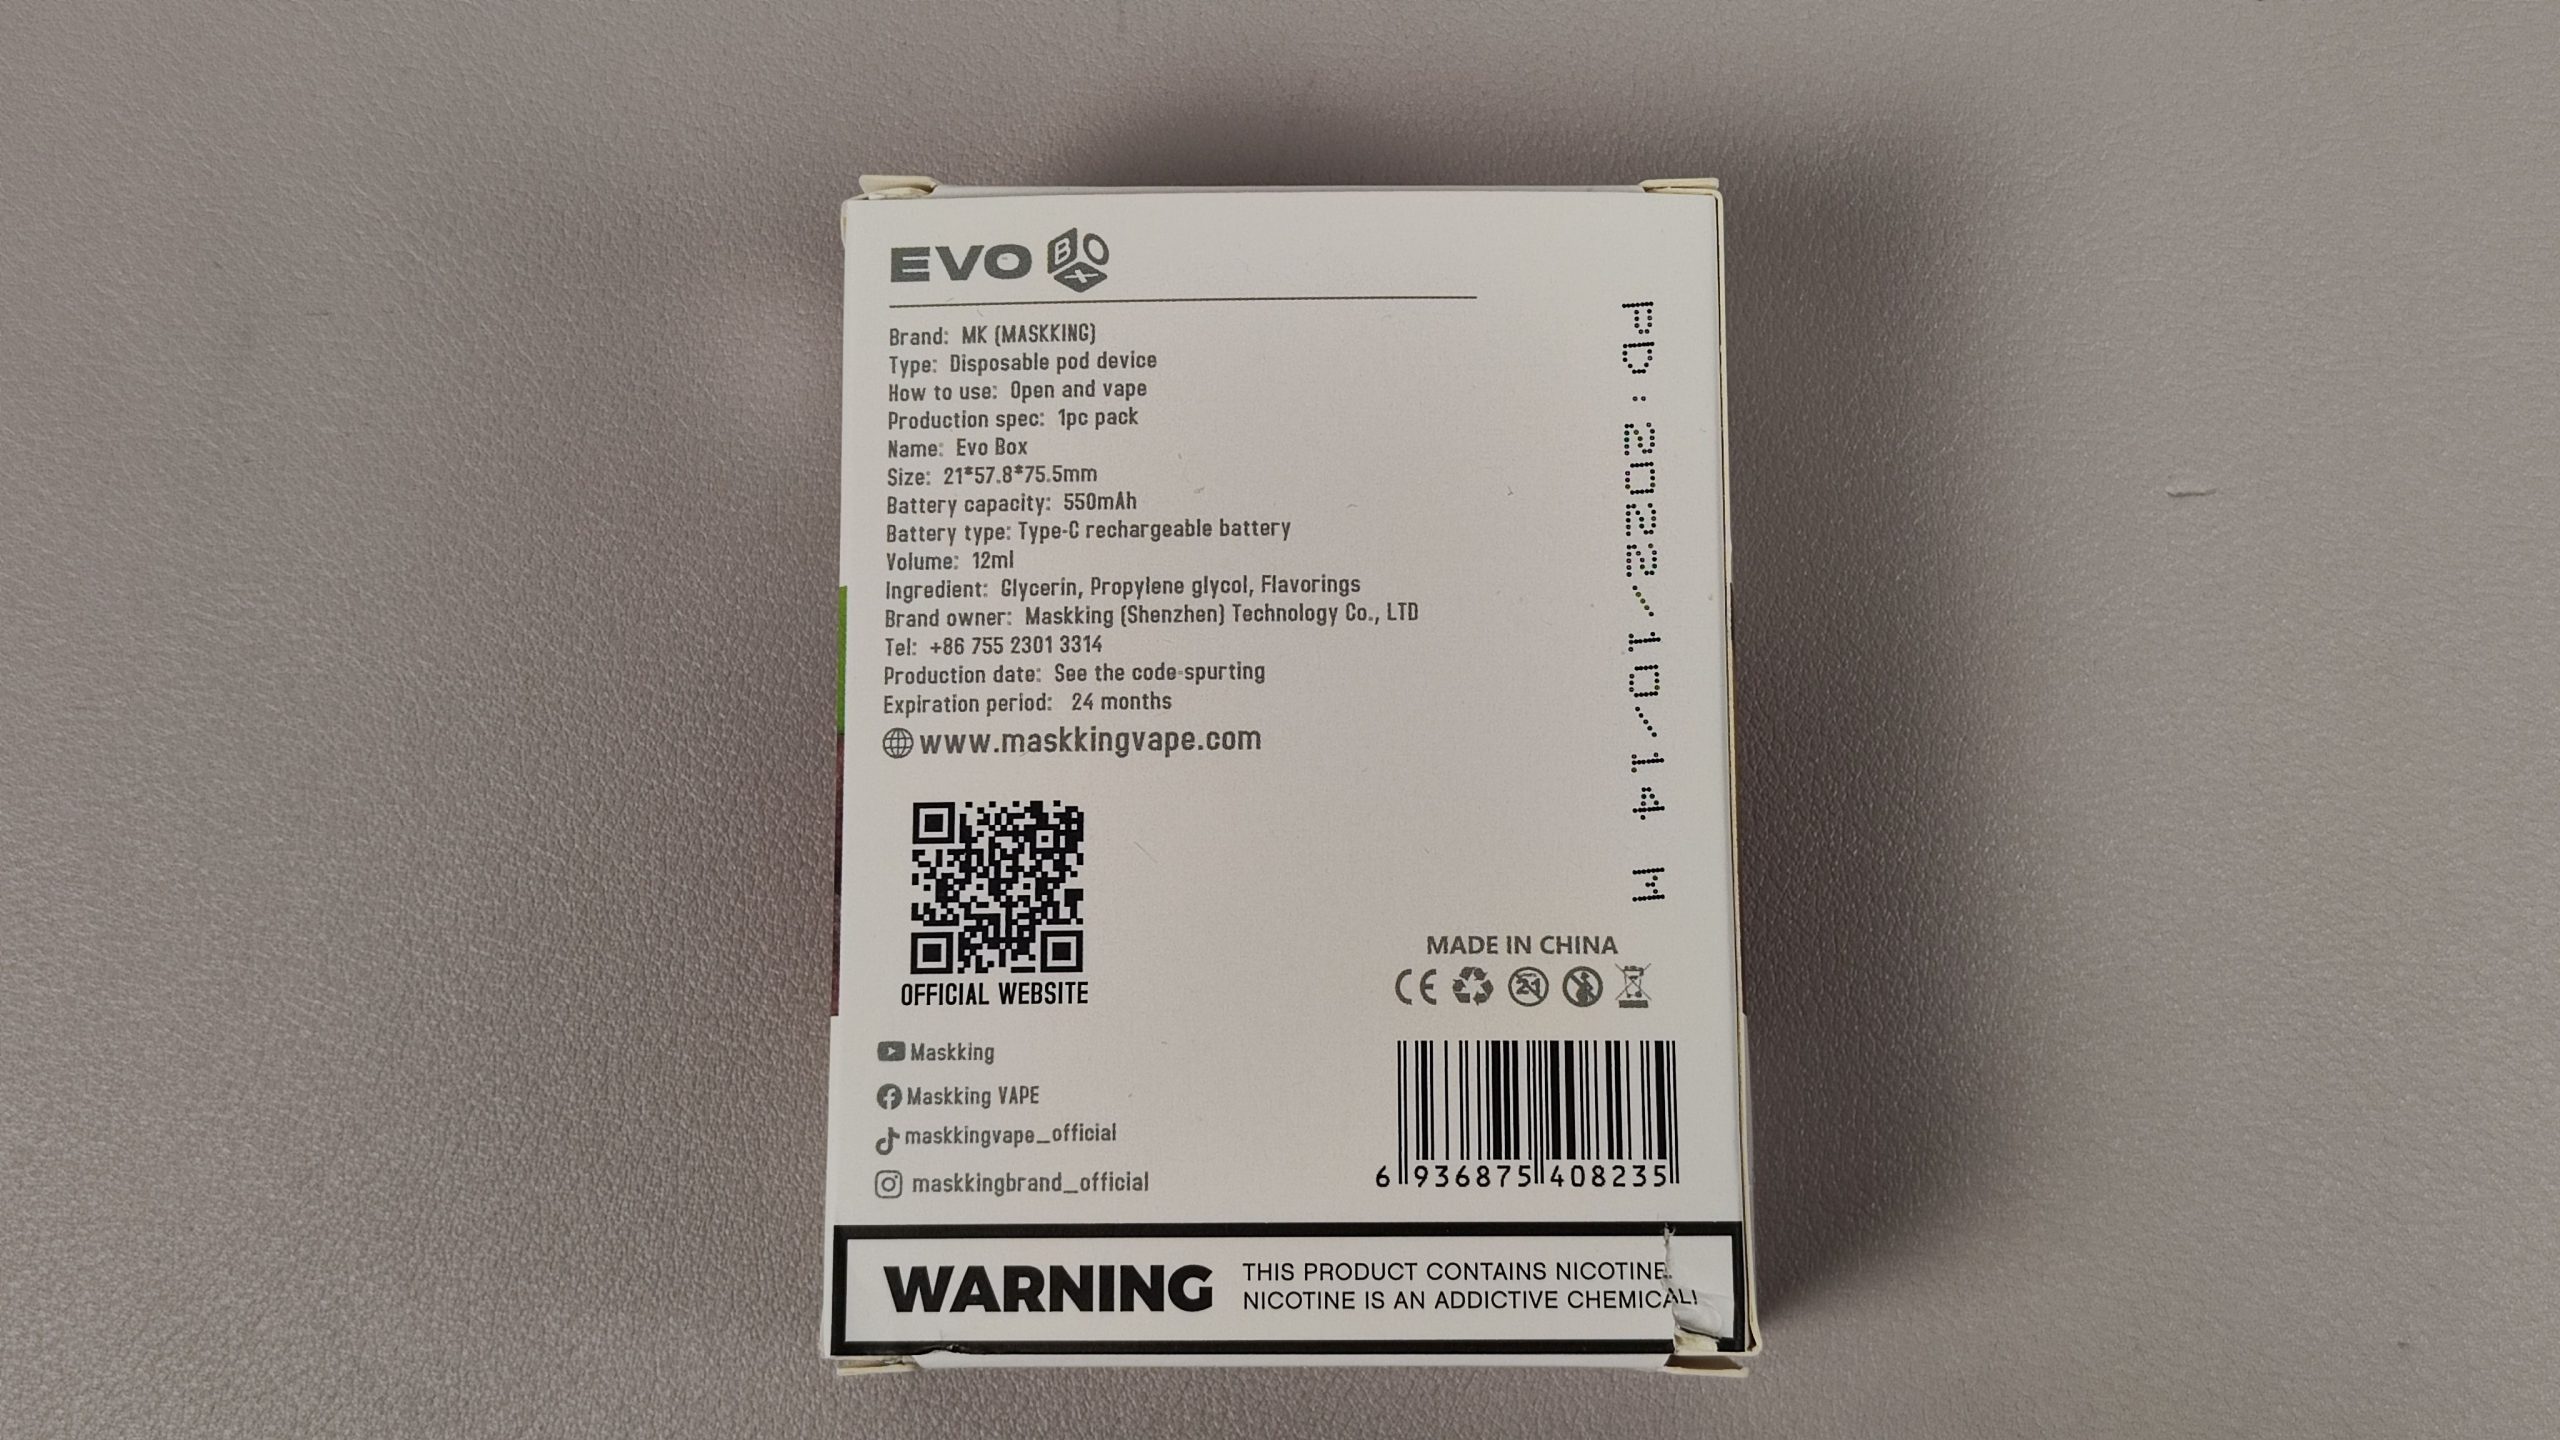 EVO BOX
Brand: MK (MASKKING)
Type: Disposable pod device
How to use: Open and vape
Production spec: 1pc pack
Name: Evo Box
Size: 21*57.8*75.5mm
Battery capacity: 550mAh
Battery type: Type-C rechargeable battery
Volume: 12ml
Ingredient: Glycerin, Propylene glycol, Flavorings
Brand owner: Maskking (Shenzhen) Technology Co., LTD
Tel: +86 755 2301 3314
Production date: See the code-spurting
Expiration period: 24 months
www.maskkingvape.com
OFFICIAL WEBSITE
Maskking
Maskking VAPE
maskkingvape_official
maskkingbrand_official
PD:2022/10/14 M
MADE IN CHINA
CE 21
6 936875 408235
WARNING
THIS PRODUCT CONTAINS NICOTINE.
NICOTINE IS AN ADDICTIVE CHEMICAL!